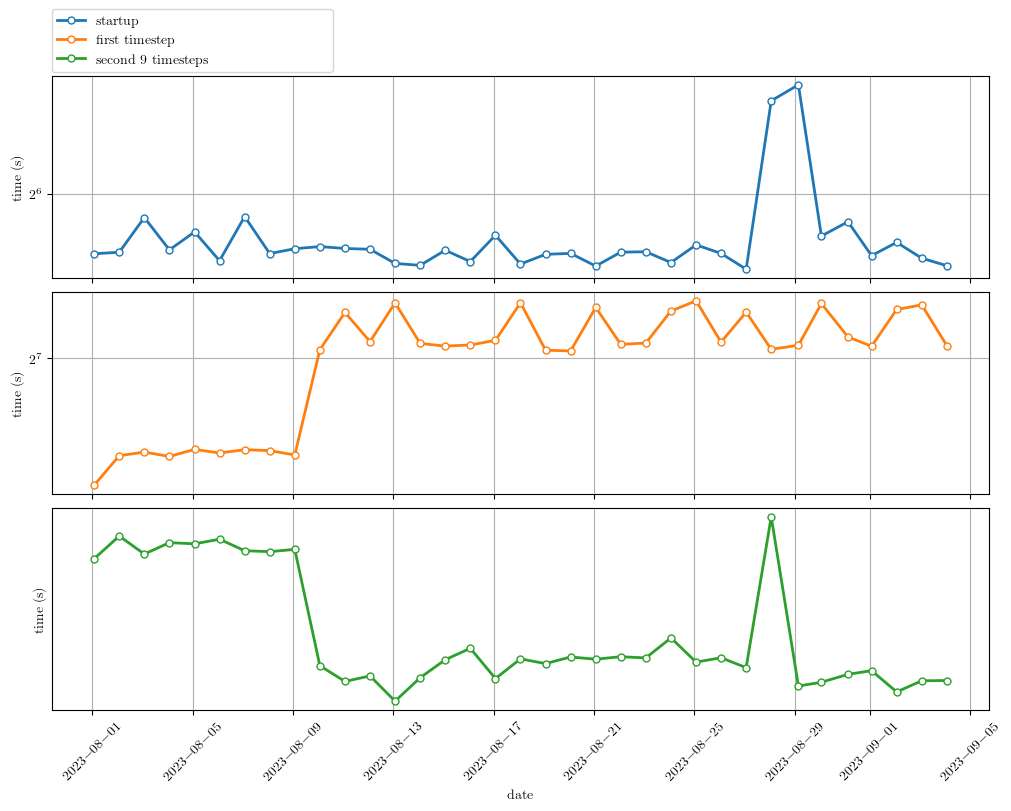 startup
first timestep
second 9 timesteps
time (s)
2^6
time (s)
2^7
time (s)
2023−08−01
2023−08−05
2023−08−09
2023−08−13
2023−08−17
2023−08−21
2023−08−25
2023−08−29
2023−09−01
2023−09−05
date